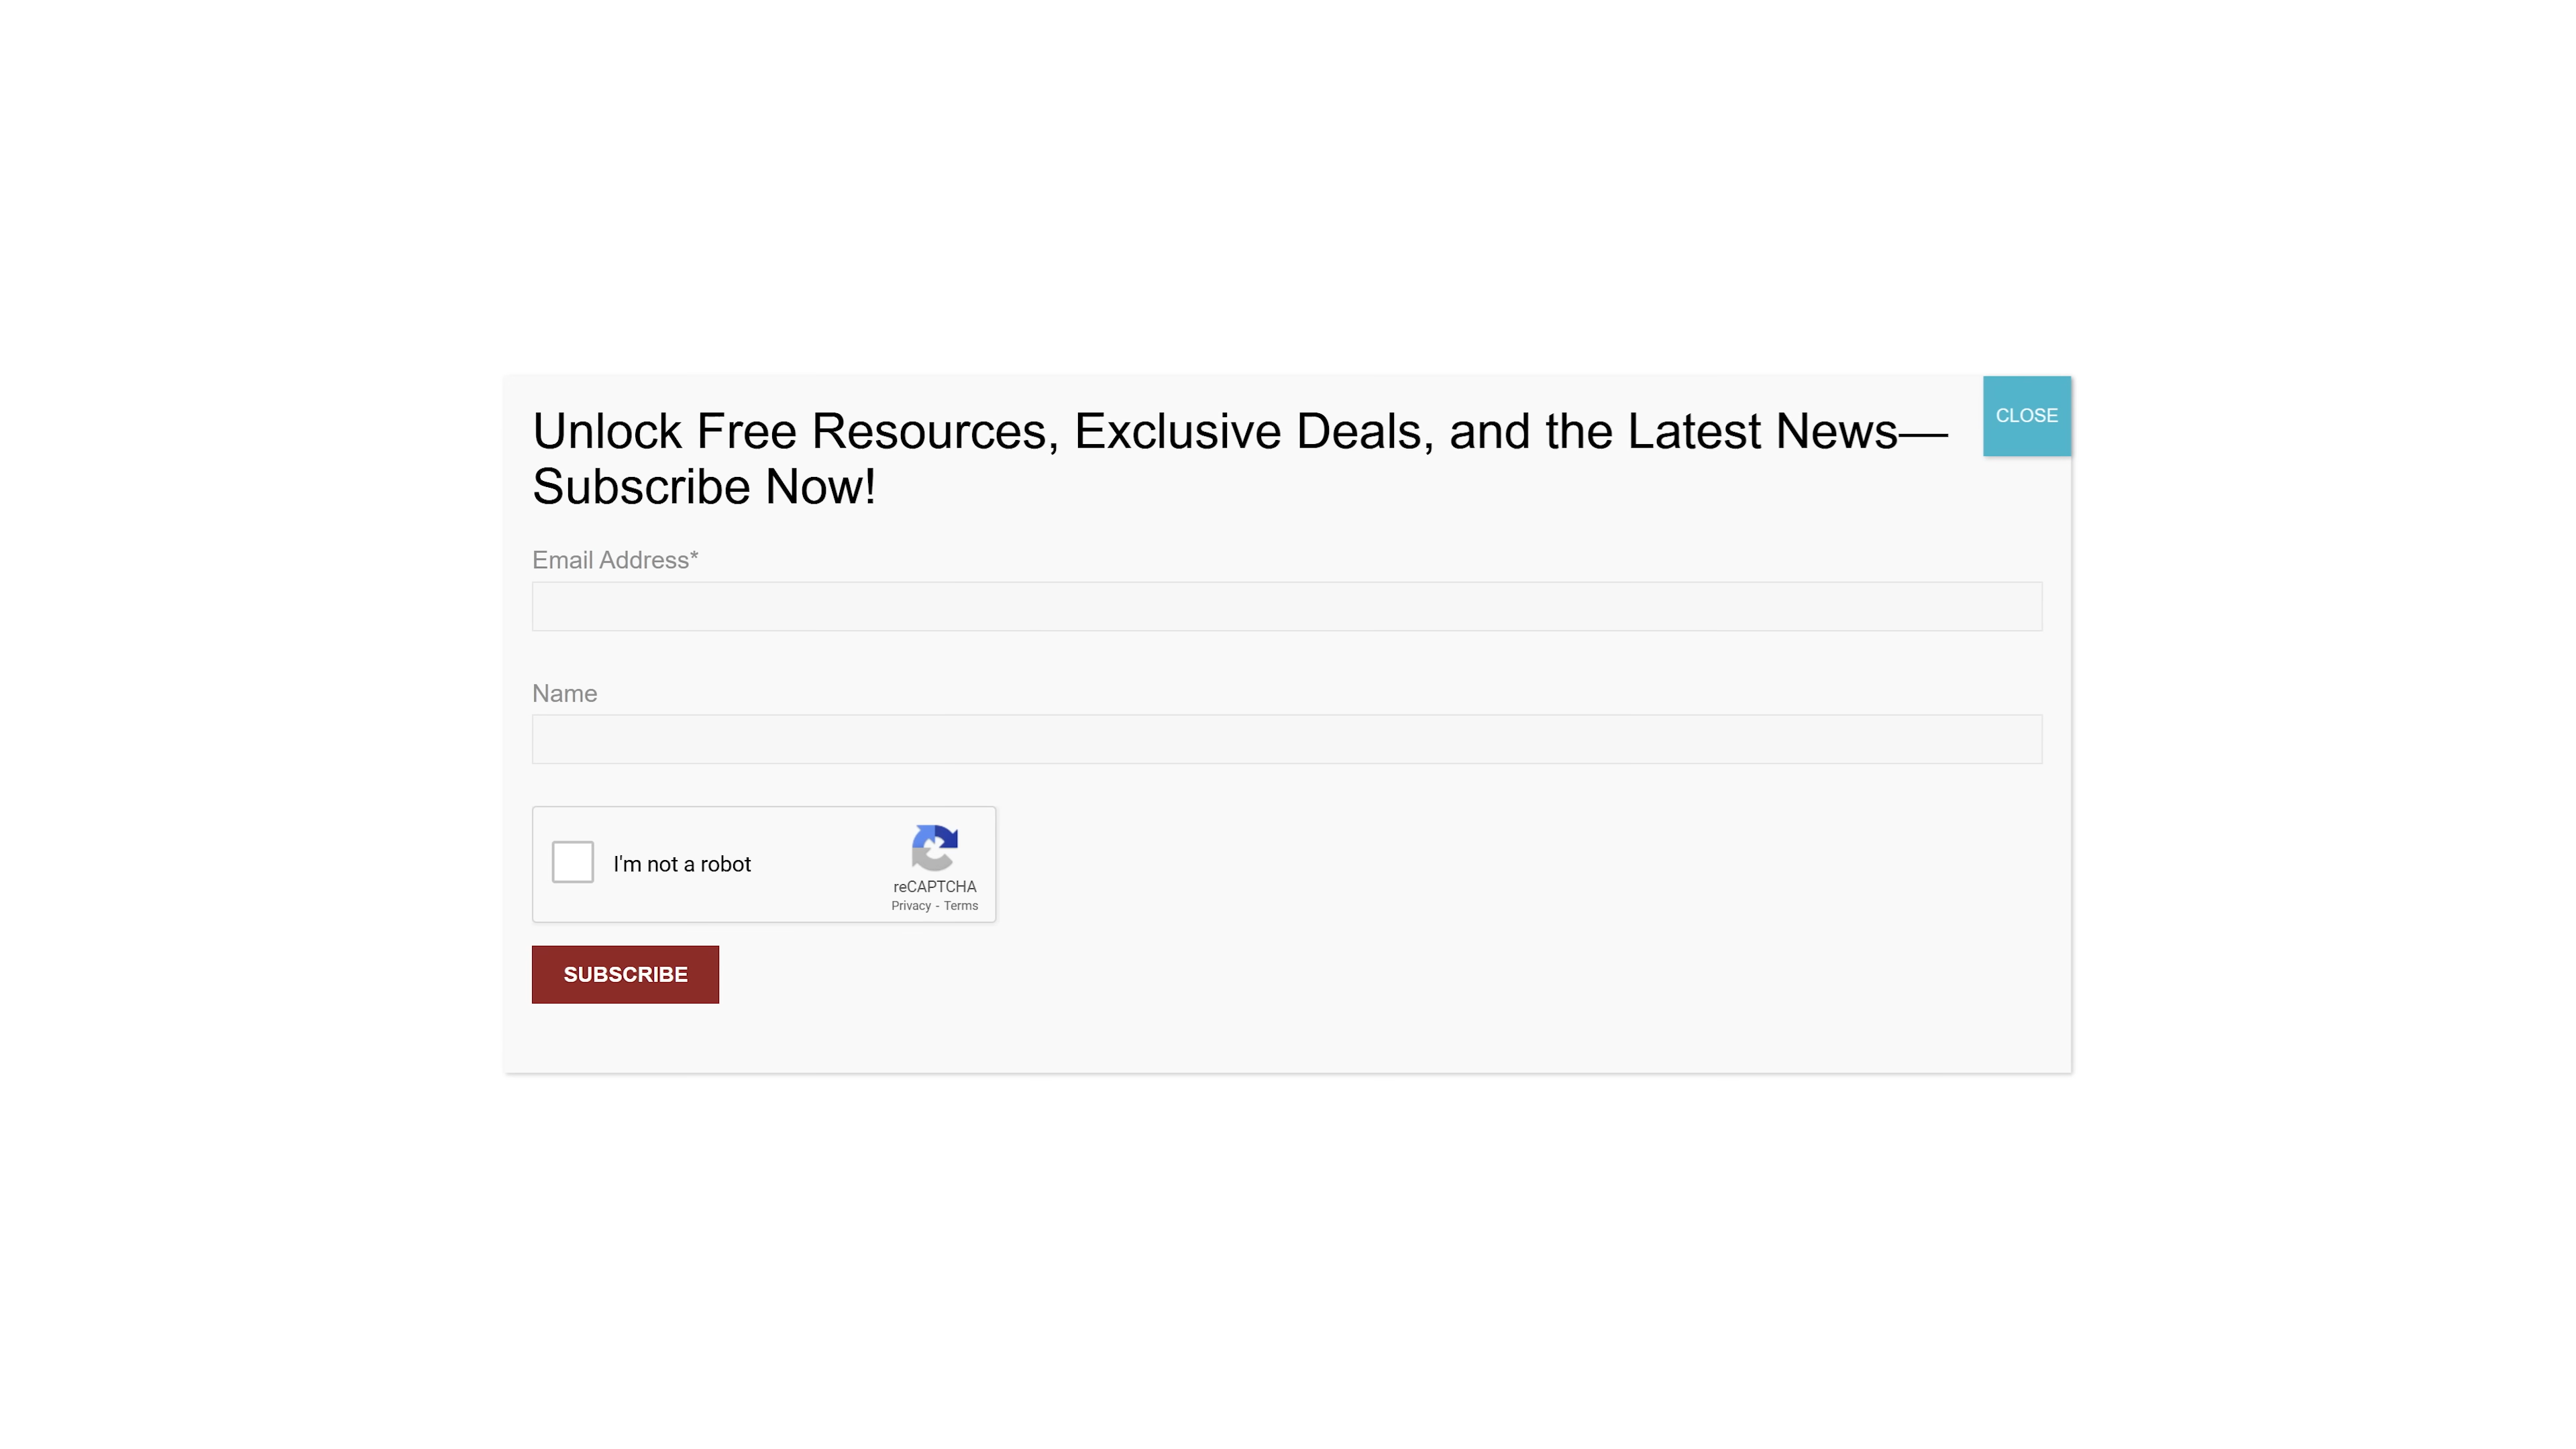 CLOSE
Unlock Free Resources, Exclusive Deals, and the Latest News—
Subscribe Now!
Email Address*
Name
I'm not a robot
reCAPTCHA
Privacy - Terms
SUBSCRIBE